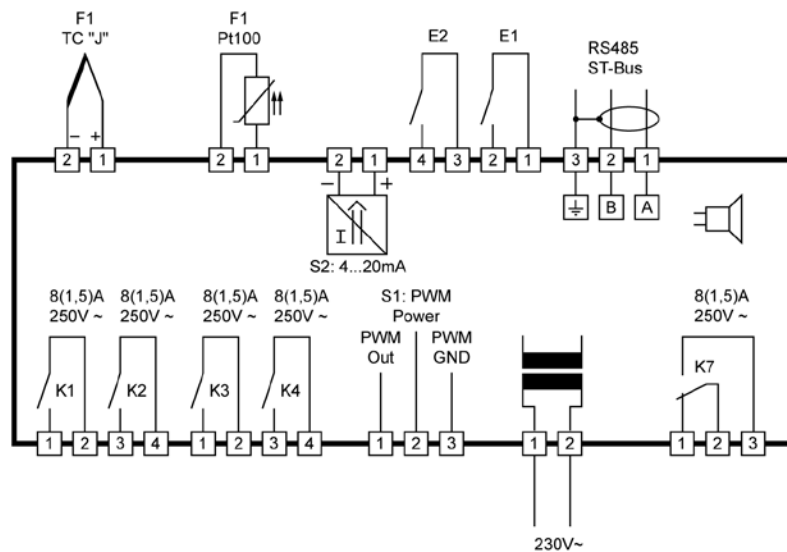 F1
TC "J"
F1
Pt100
E2
E1
RS485
ST-Bus
− +
2 1
2 1
2 1
4 3
2 1
3 2 1
− +
B A
I
S2: 4...20mA
8(1,5)A
250V ~
8(1,5)A
250V ~
8(1,5)A
250V ~
8(1,5)A
250V ~
S1: PWM
Power
PWM
Out
PWM
GND
8(1,5)A
250V ~
K1
K2
K3
K4
K7
1 2 3 4
1 2 3 4
1 2 3
1 2
1 2 3
230V~